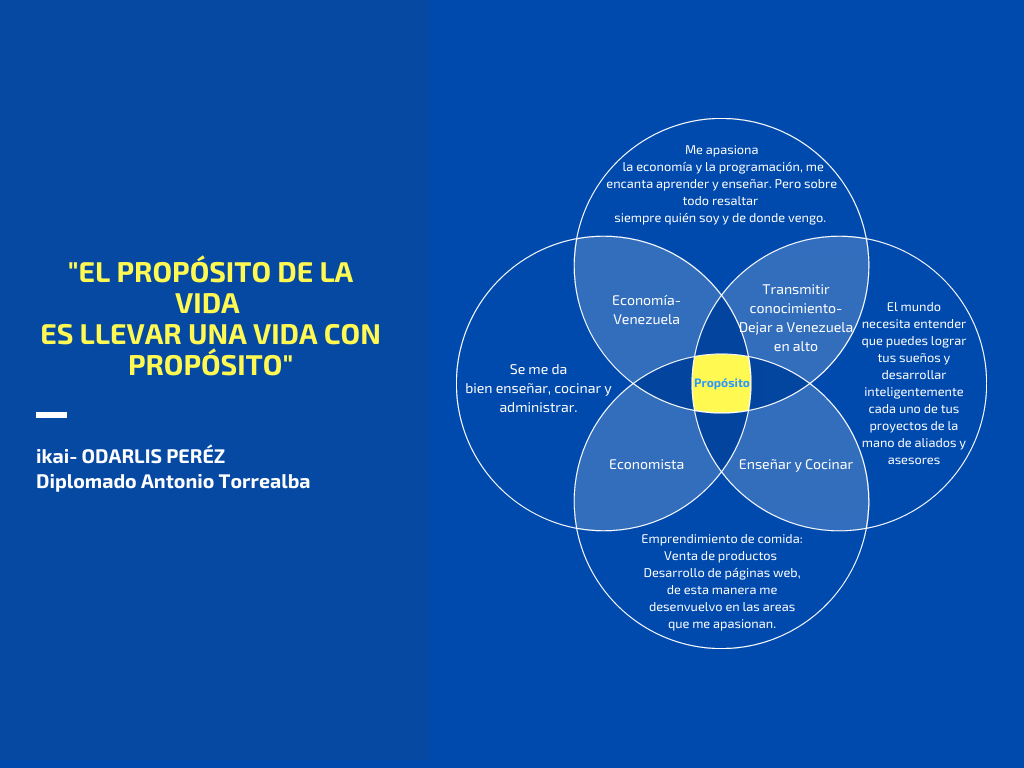 "EL PROPÓSITO DE LA
VIDA
ES LLEVAR UNA VIDA CON
PROPÓSITO"
ikai- ODARLIS PERÉZ
Diplomado Antonio Torrealba
Me apasiona
la economía y la programación, me
encanta aprender y enseñar. Pero sobre
todo resaltar
siempre quién soy y de donde vengo.
Economía-
Venezuela
Transmitir
conocimiento-
Dejar a Venezuela
en alto
El mundo
necesita entender
que puedes lograr
tus sueños y
desarrollar
inteligentemente
cada uno de tus
proyectos de la
mano de aliados y
asesores
Se me da
bien enseñar, cocinar y
administrar.
Propósito
Economista
Enseñar y Cocinar
Emprendimiento de comida:
Venta de productos
Desarrollo de páginas web,
de esta manera me
desenvuelvo en las areas
que me apasionan.